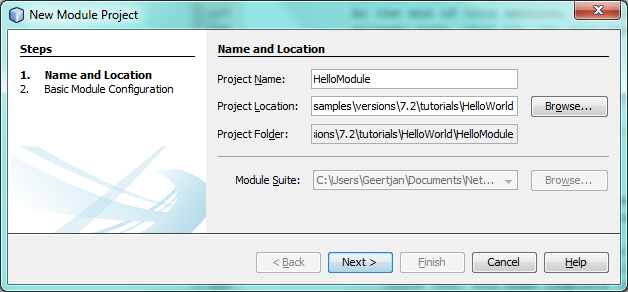 New Module Project
Steps
1. Name and Location
2. Basic Module Configuration
Name and Location
Project Name: HelloModule
Project Location: samples\versions\7.2\tutorials\HelloWorld Browse...
Project Folder: sions\7.2\tutorials\HelloWorld\HelloModule
Module Suite: C:\Users\Geertjan\Documents\Net... Browse...
< Back Next > Finish Cancel Help